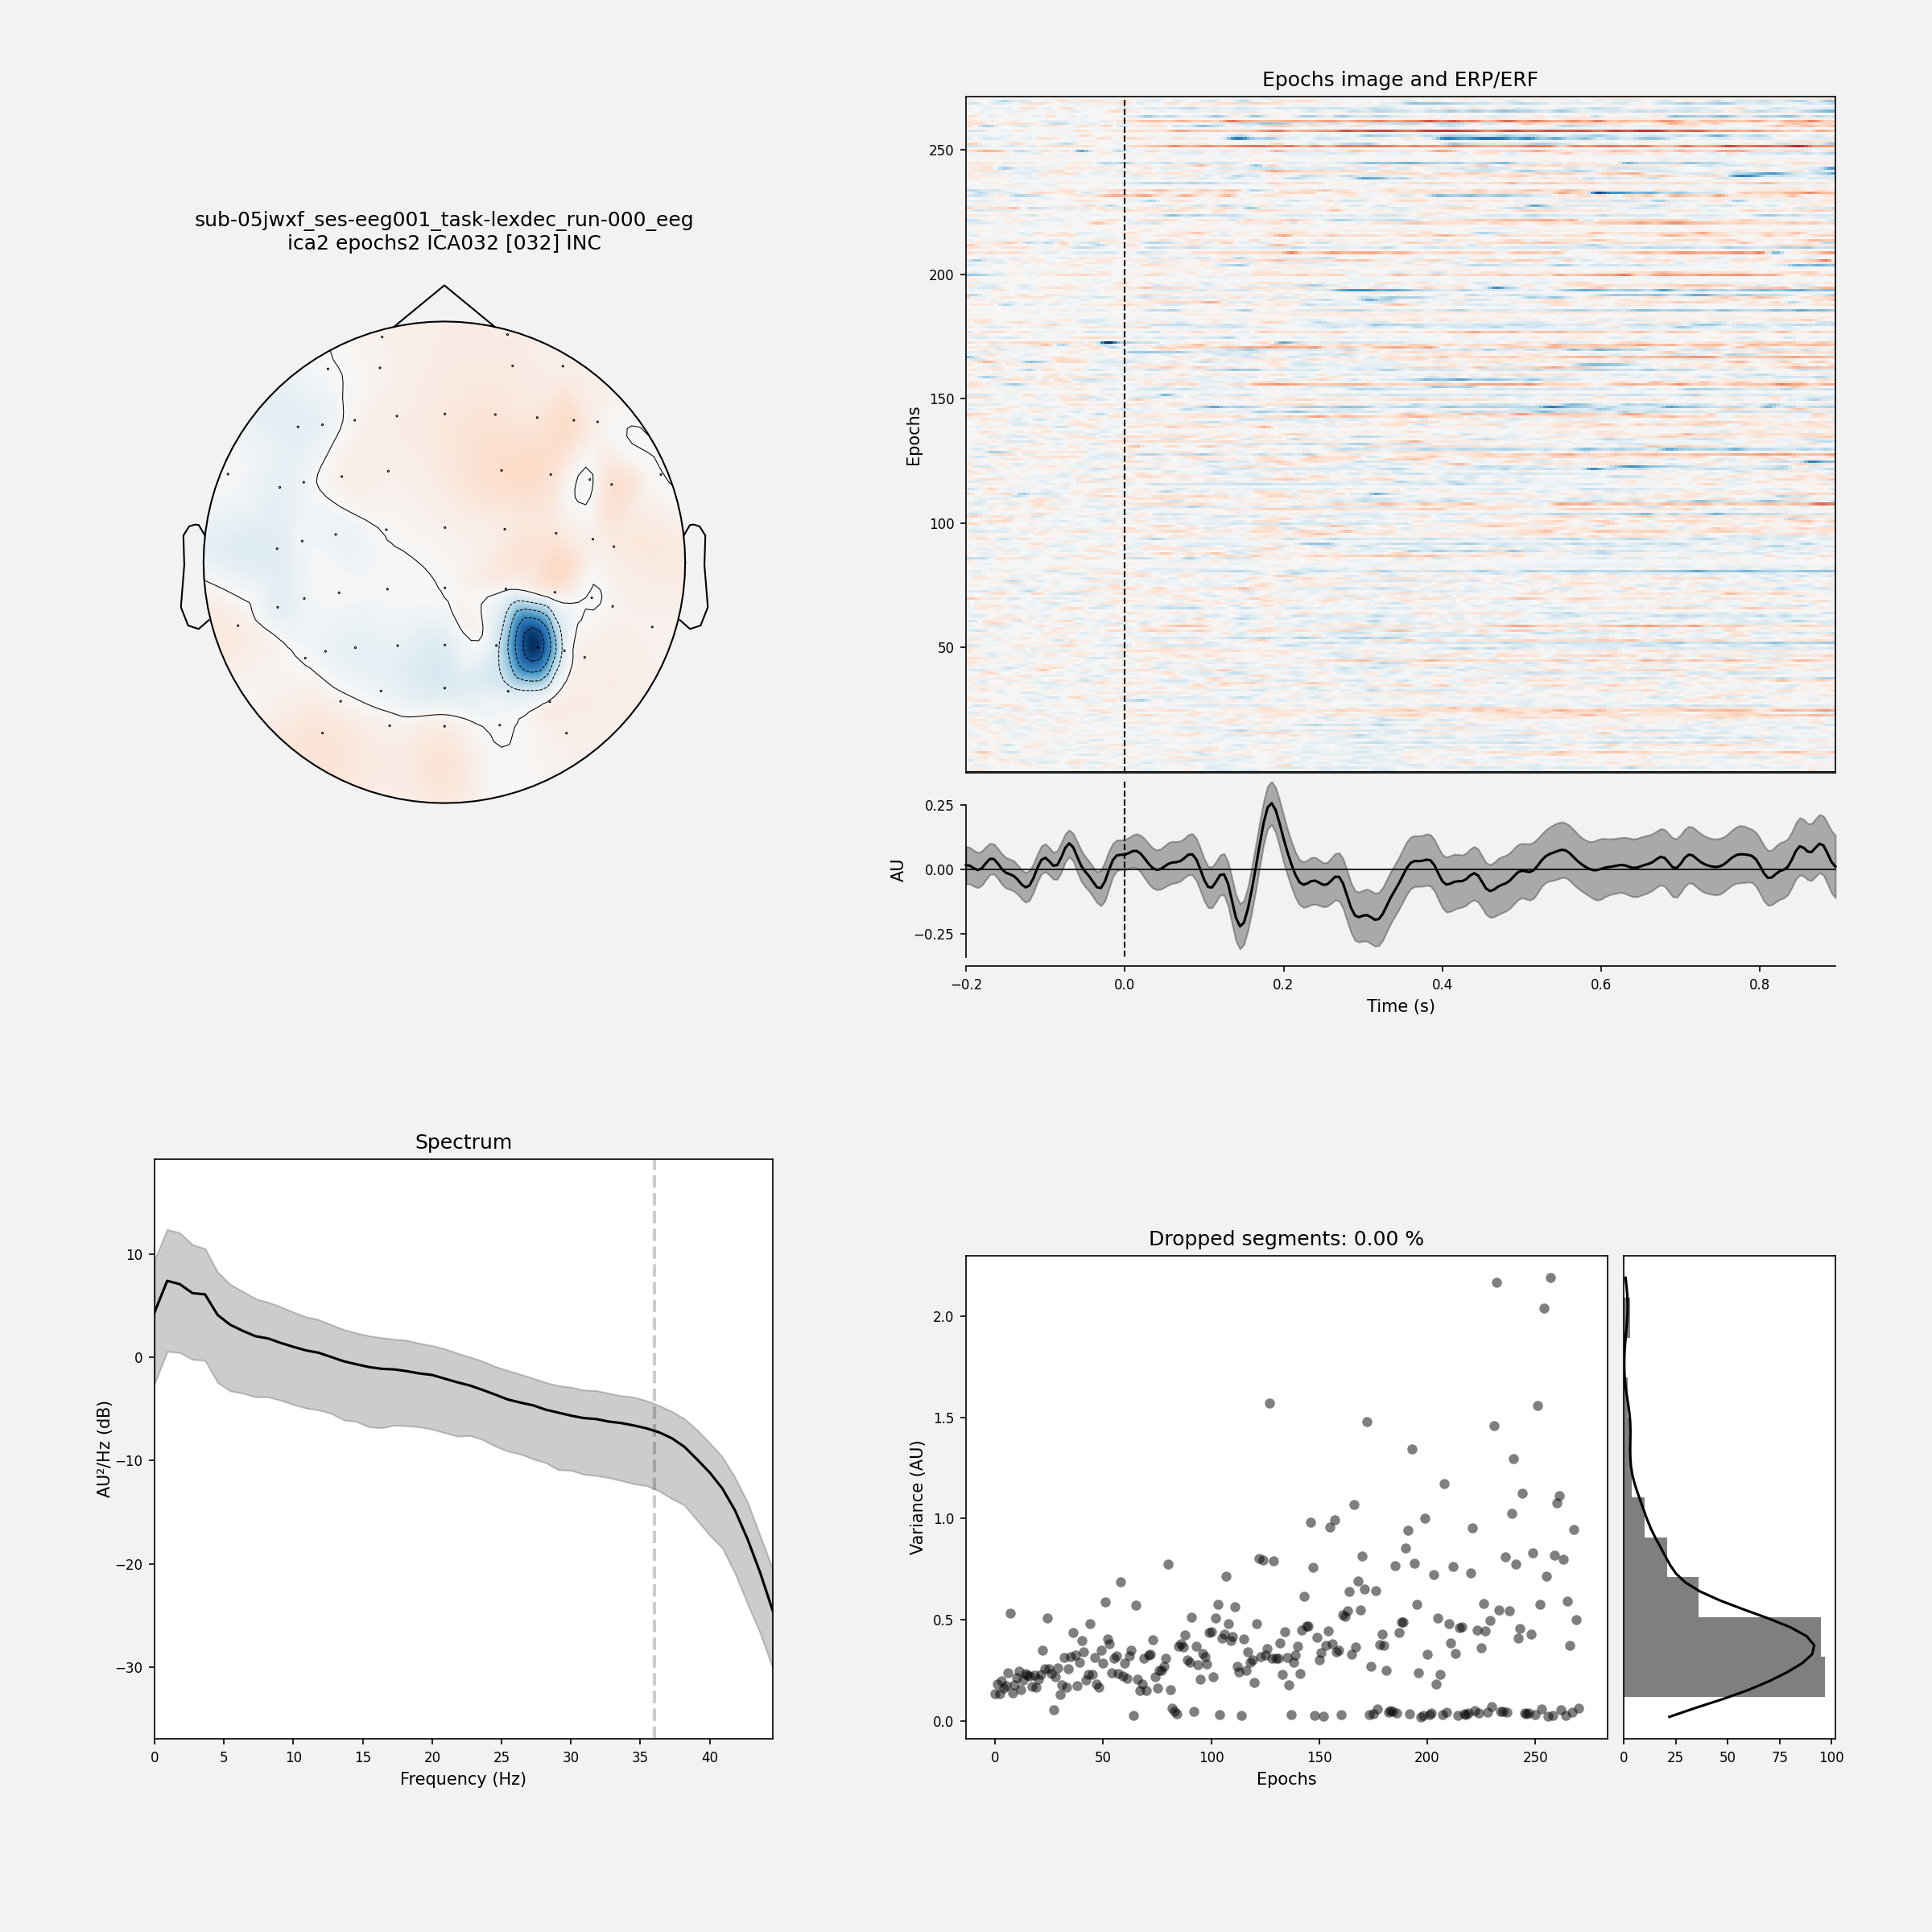 sub-05jwxf_ses-eeg001_task-lexdec_run-000_eeg
ica2 epochs2 ICA032 [032] INC
Epochs image and ERP/ERF
250
200
150
100
50
Epochs
0.25
0.00
−0.25
AU
−0.2 0.0 0.2 0.4 0.6 0.8
Time (s)
Spectrum
10
0
−10
−20
−30
AU²/Hz (dB)
0 5 10 15 20 25 30 35 40
Frequency (Hz)
Dropped segments: 0.00 %
2.0
1.5
1.0
0.5
0.0
Variance (AU)
0 50 100 150 200 250
Epochs
0 25 50 75 100